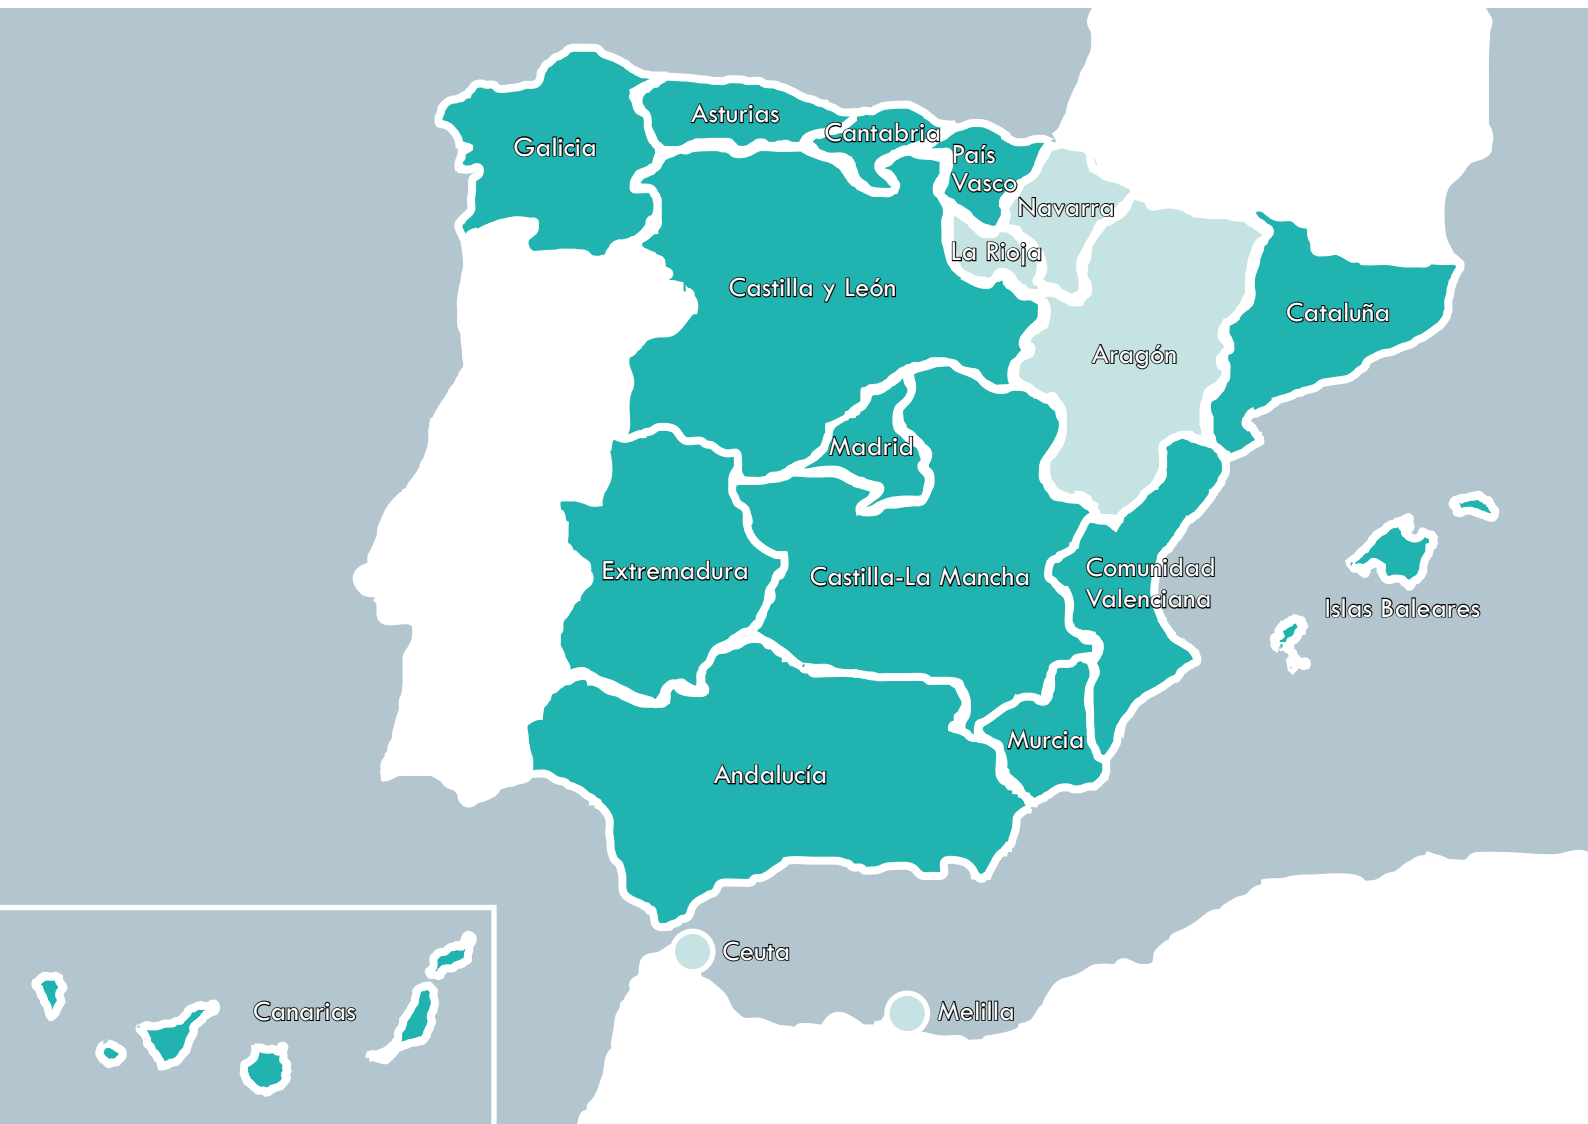 Asturias
Cantabria
Galicia
País
Vasco
Navarra
La Rioja
Castilla y León
Cataluña
Aragón
Madrid
Extremadura
Castilla-La Mancha
Comunidad
Valenciana
Islas Baleares
Murcia
Andalucía
Ceuta
Canarias
Melilla